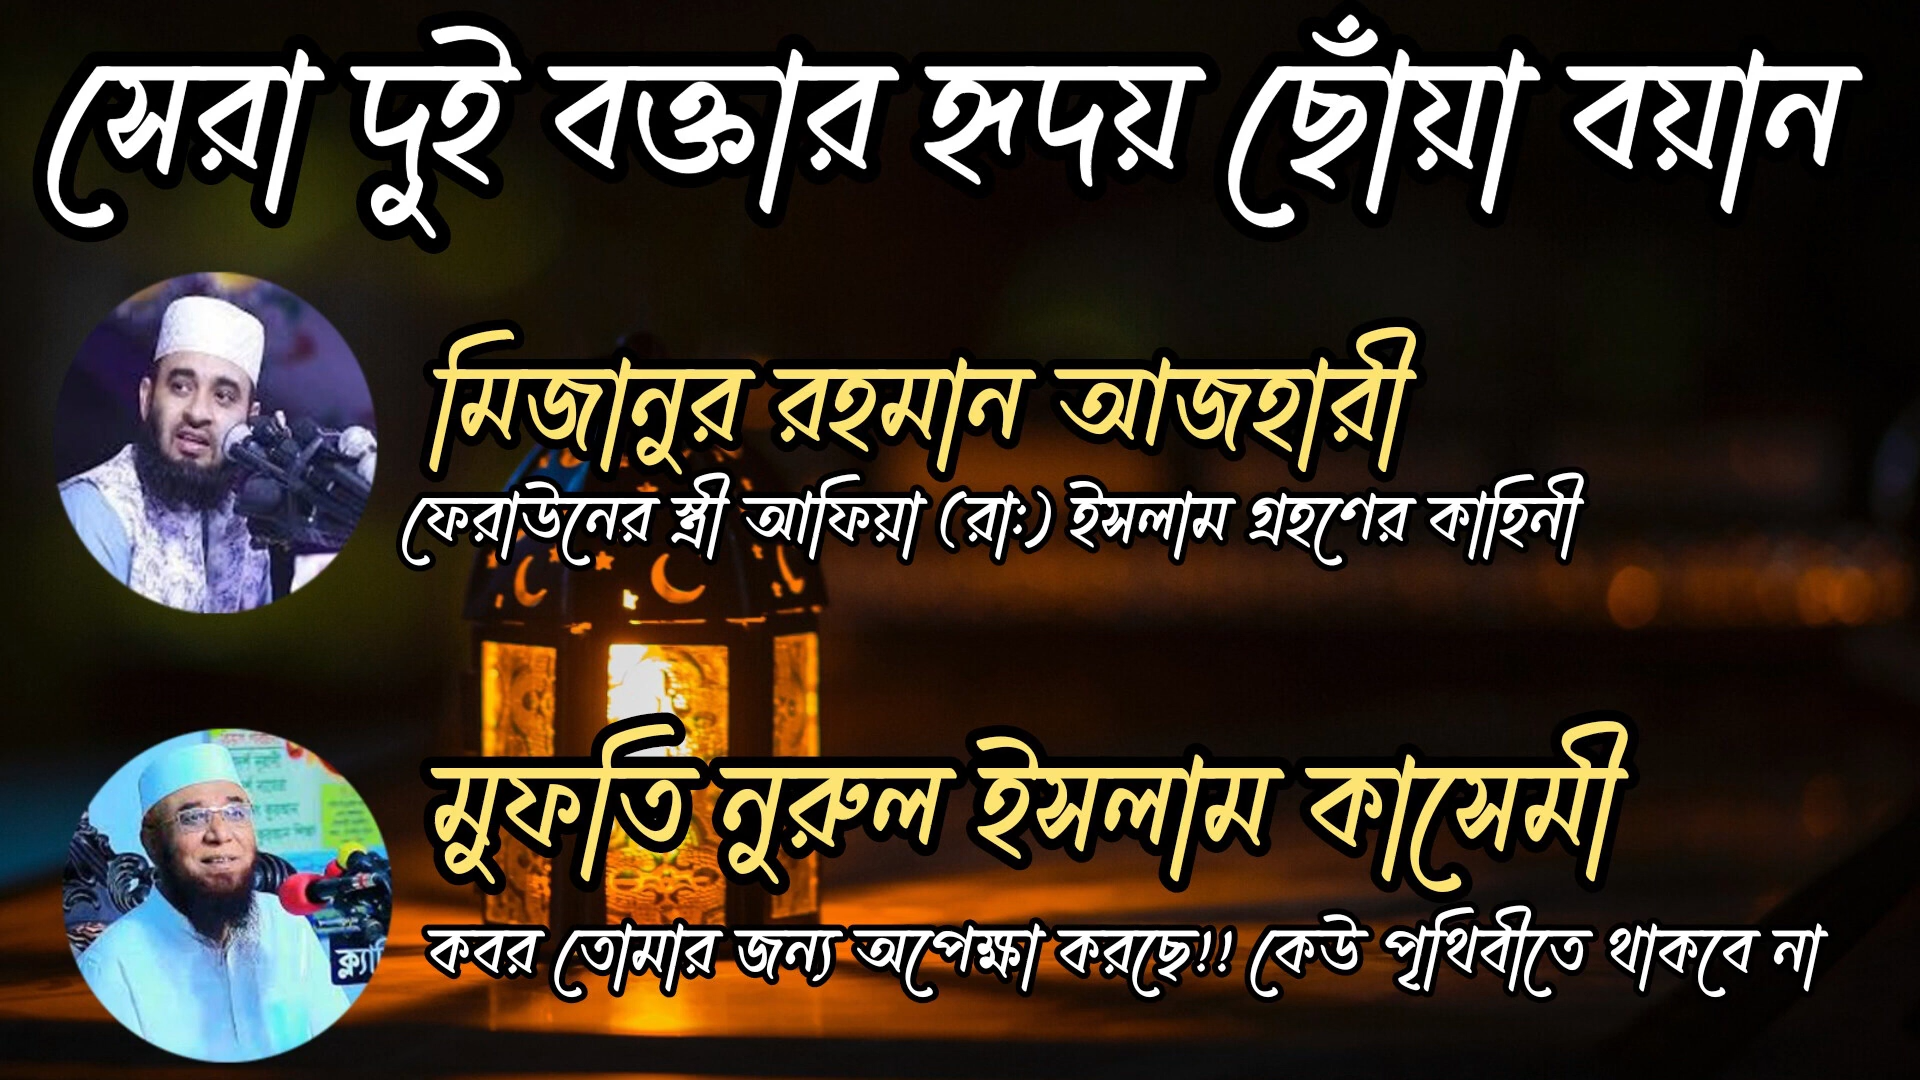 সেরা দুই বক্তার হৃদয় ছোঁয়া বয়ান
মিজানুর রহমান আজহারী
ফেরাউনের স্ত্রী আফিয়া (রাঃ) ইসলাম গ্রহণের কাহিনী
মুফতি নুরুল ইসলাম কাসেমী
কবর তোমার জন্য অপেক্ষা করছে!! কেউ পৃথিবীতে থাকবে না